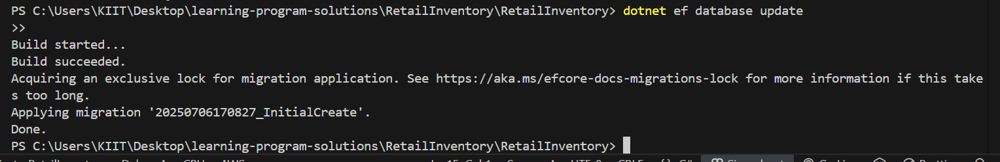 PS C:\Users\KIIT\Desktop\learning-program-solutions\RetailInventory\RetailInventory> dotnet ef database update
>>
Build started...
Build succeeded.
Acquiring an exclusive lock for migration application. See https://aka.ms/efcore-docs-migrations-lock for more information if this take
s too long.
Applying migration '20250706170827_InitialCreate'.
Done.
PS C:\Users\KIIT\Desktop\learning-program-solutions\RetailInventory\RetailInventory>